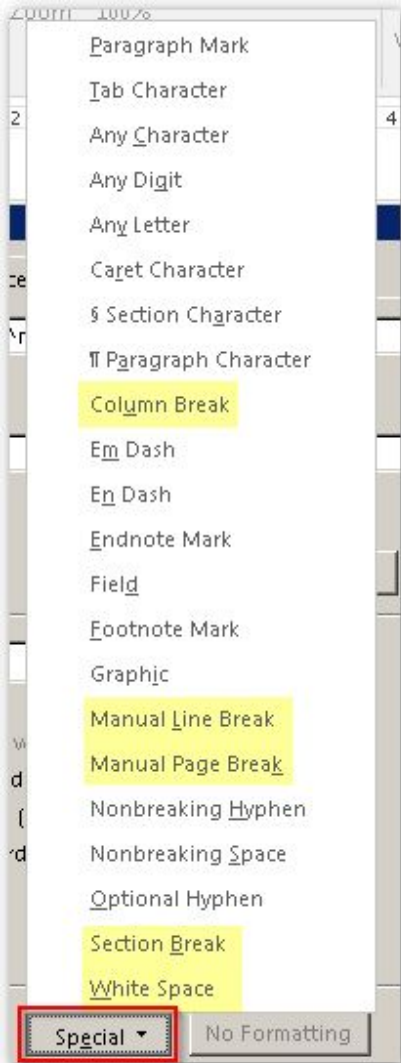 Zoom 100%
Paragraph Mark
Tab Character
2
4
Any Character
Any Digit
Any Letter
Caret Character
§ Section Character
¶ Paragraph Character
Column Break
Em Dash
En Dash
Endnote Mark
Field
Footnote Mark
Graphic
Manual Line Break
Manual Page Break
Nonbreaking Hyphen
Nonbreaking Space
Optional Hyphen
Section Break
White Space
Special
No Formatting